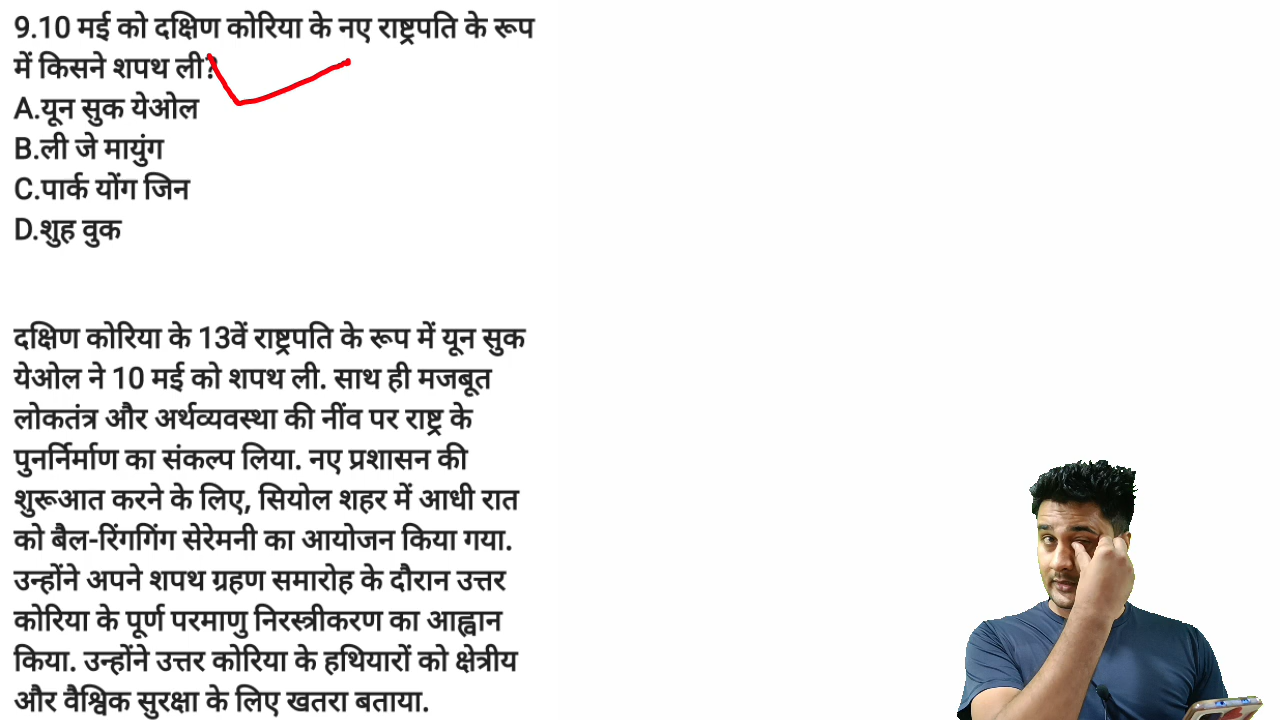 9.10 मई को दक्षिण कोरिया के नए राष्ट्रपति के रूप
में किसने शपथ ली?
A.यून सुक येओल
B.ली जे मायुंग
C.पार्क योंग जिन
D.शुह वुक
दक्षिण कोरिया के 13वें राष्ट्रपति के रूप में यून सुक
येओल ने 10 मई को शपथ ली. साथ ही मजबूत
लोकतंत्र और अर्थव्यवस्था की नींव पर राष्ट्र के
पुनर्निर्माण का संकल्प लिया. नए प्रशासन की
शुरूआत करने के लिए, सियोल शहर में आधी रात
को बैल-रिंगगिंग सेरेमनी का आयोजन किया गया.
उन्होंने अपने शपथ ग्रहण समारोह के दौरान उत्तर
कोरिया के पूर्ण परमाणु निरस्त्रीकरण का आह्वान
किया. उन्होंने उत्तर कोरिया के हथियारों को क्षेत्रीय
और वैश्विक सुरक्षा के लिए खतरा बताया.